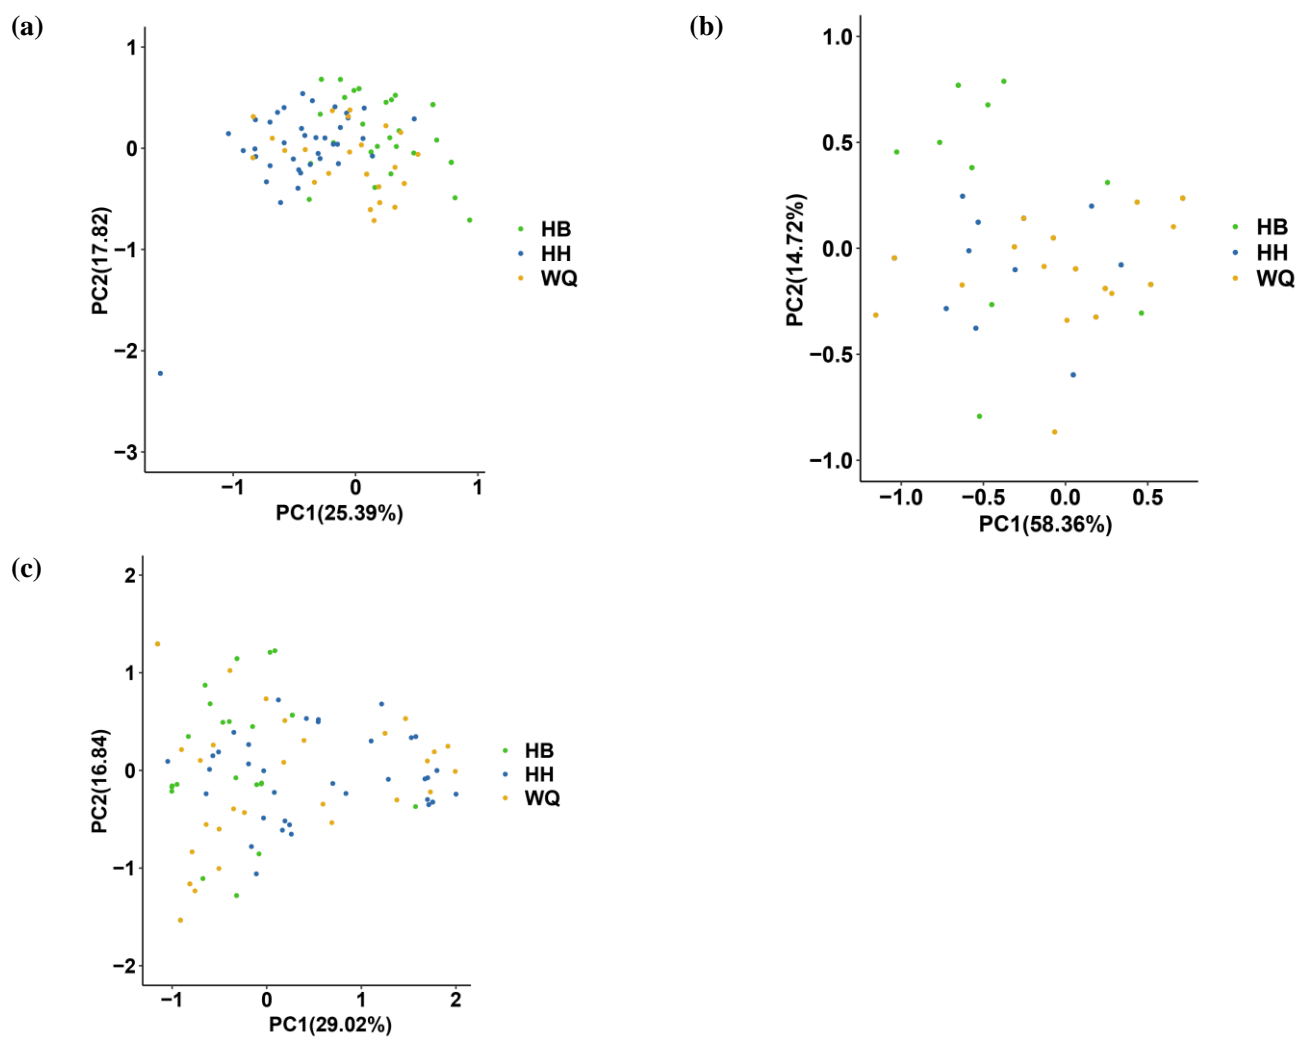 (a)
1
0
−1
−2
−3
PC2(17.82)
−1 0 1
PC1(25.39%)
HB
HH
WQ
(b)
1.0
0.5
0.0
−0.5
−1.0
PC2(14.72%)
−1.0 −0.5 0.0 0.5
PC1(58.36%)
HB
HH
WQ
(c)
2
1
0
−1
−2
PC2(16.84)
−1 0 1 2
PC1(29.02%)
HB
HH
WQ